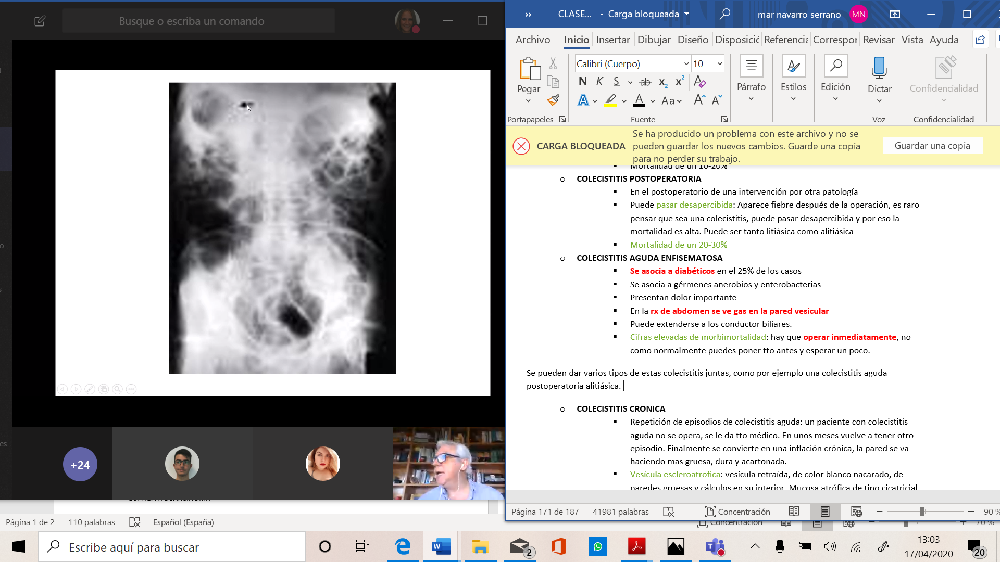 Busque o escriba un comando
CLASE... - Carga bloqueada
mar navarro serrano
MN
Archivo
Inicio
Insertar
Dibujar
Diseño
Disposició
Referencia
Correspor
Revisar
Vista
Ayuda
Calibri (Cuerpo)
10
Pegar
N K S ab x₂ x²
A A Aa A A
Párrafo
Estilos
Edición
Dictar
Confidencialidad
Portapapeles
Fuente
Voz
Confidencialidad
CARGA BLOQUEADA
Se ha producido un problema con este archivo y no se
pueden guardar los nuevos cambios. Guarde una copia
para no perder su trabajo.
Guardar una copia
Mortalidad de un 10-20%
COLECISTITIS POSTOPERATORIA
En el postoperatorio de una intervención por otra patología
Puede pasar desapercibida: Aparece fiebre después de la operación, es raro
pensar que sea una colecistitis, puede pasar desapercibida y por eso la
mortalidad es alta. Puede ser tanto litiásica como alitiásica
Mortalidad de un 20-30%
COLECISTITIS AGUDA ENFISEMATOSA
Se asocia a diabéticos en el 25% de los casos
Se asocia a gérmenes anerobios y enterobacterias
Presentan dolor importante
En la rx de abdomen se ve gas en la pared vesicular
Puede extenderse a los conductor biliares.
Cifras elevadas de morbimortalidad: hay que operar inmediatamente, no
como normalmente puedes poner tto antes y esperar un poco.
Se pueden dar varios tipos de estas colecistitis juntas, como por ejemplo una colecistitis aguda
postoperatoria alitiásica.
COLECISTITIS CRONICA
Repetición de episodios de colecistitis aguda: un paciente con colecistitis
aguda no se opera, se le da tto médico. En unos meses vuelve a tener otro
episodio. Finalmente se convierte en una inflación crónica, la pared se va
haciendo mas gruesa, dura y acartonada.
Vesícula escleroatrofica: vesícula retraída, de color blanco nacarado, de
paredes gruesas y cálculos en su interior. Mucosa atrófica de tipo cicatricial
+24
Página 171 de 187
41981 palabras
Concentración
90 %
Página 1 de 2
110 palabras
Español (España)
Concentración
70 %
Escribe aquí para buscar
2
13:03
17/04/2020
20